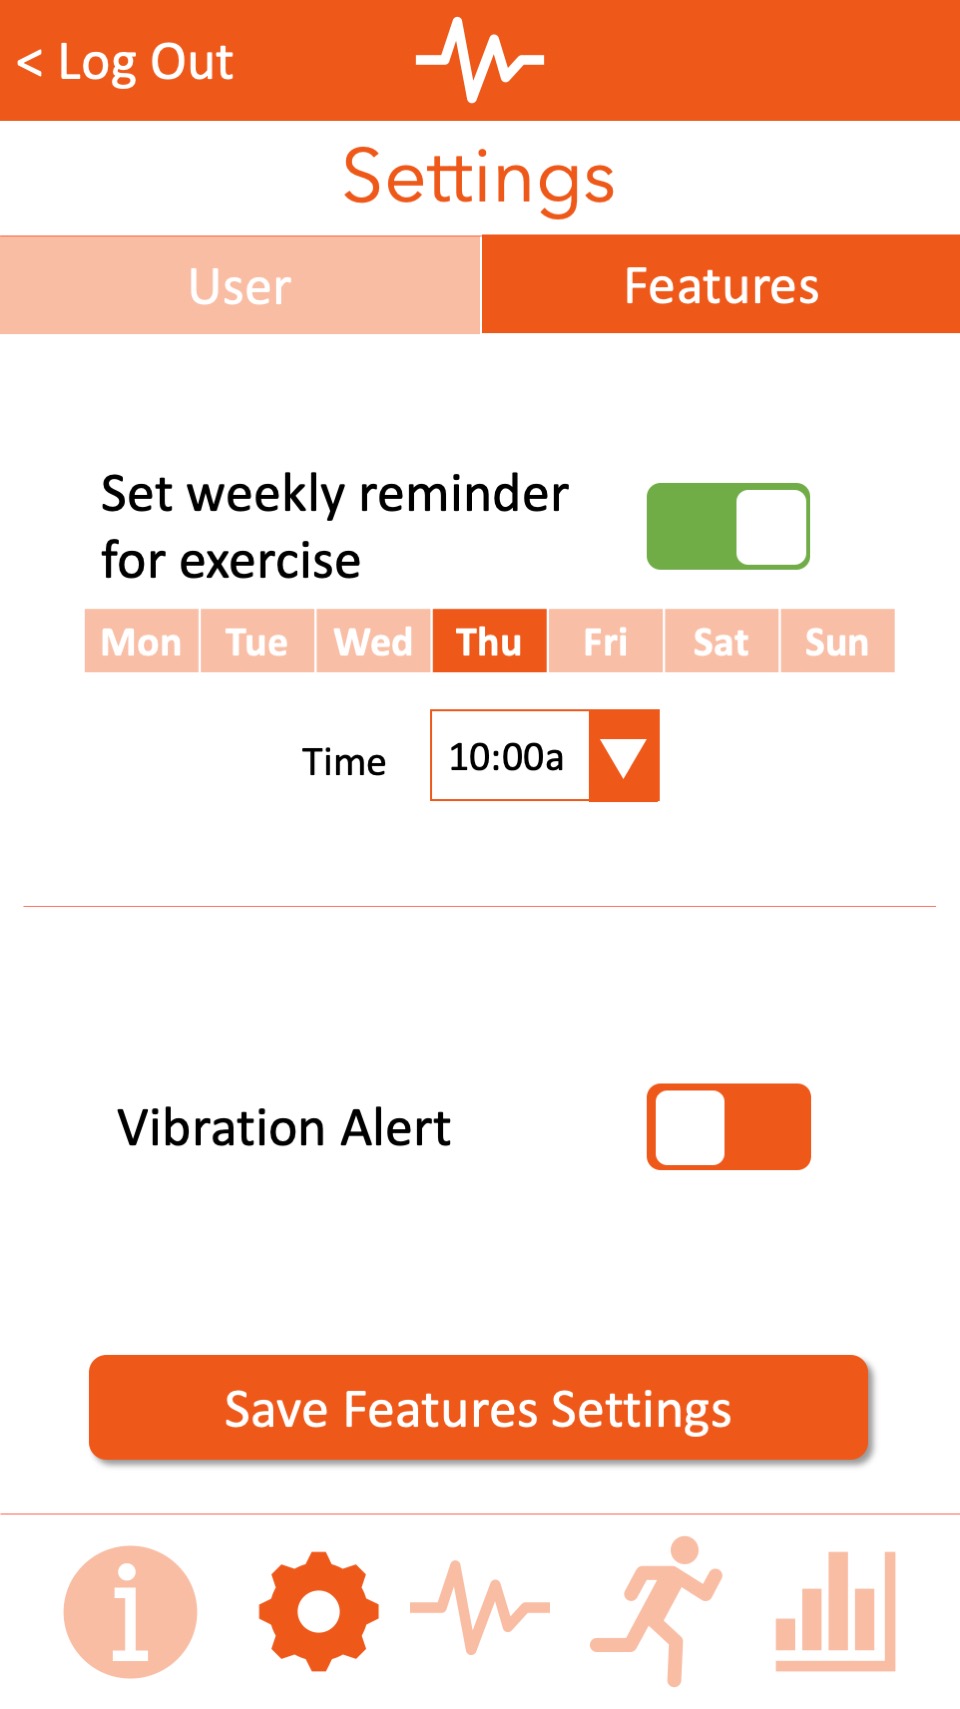 < Log Out
Settings
User Features
Set weekly reminder
for exercise
Mon Tue Wed Thu Fri Sat Sun
Time 10:00a
Vibration Alert
Save Features Settings
i